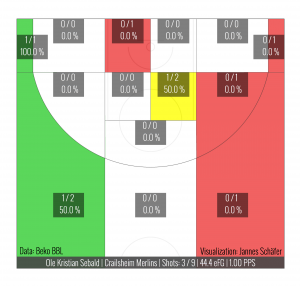 0/0 0/1 0/0 0/0
0.0 % 0.0 % 0.0 % 0.0 %
1/1 0/1
100.0 % 0.0 %
0/0 0/0 1/2 0/1
0.0 % 0.0 % 50.0 % 0.0 %
0/0
0.0 %
1/2 0/0 0/1
50.0 % 0.0 % 0.0 %
Data: Beko BBL Visualization: Jannes Schäfer
Ole Kristian Sebald | Crailsheim Merlins | Shots: 3 / 9 | 44.4 eFG | 1.00 PPS